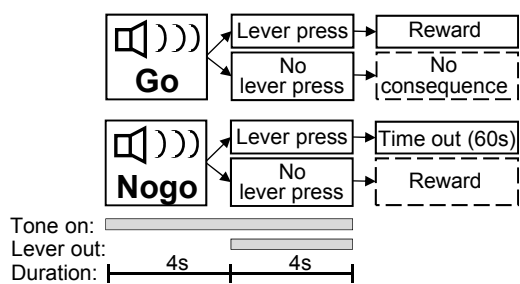 Go
Lever press
Reward
No
lever press
No
consequence
Nogo
Lever press
Time out (60s)
No
lever press
Reward
Tone on:
Lever out:
Duration:
4s
4s